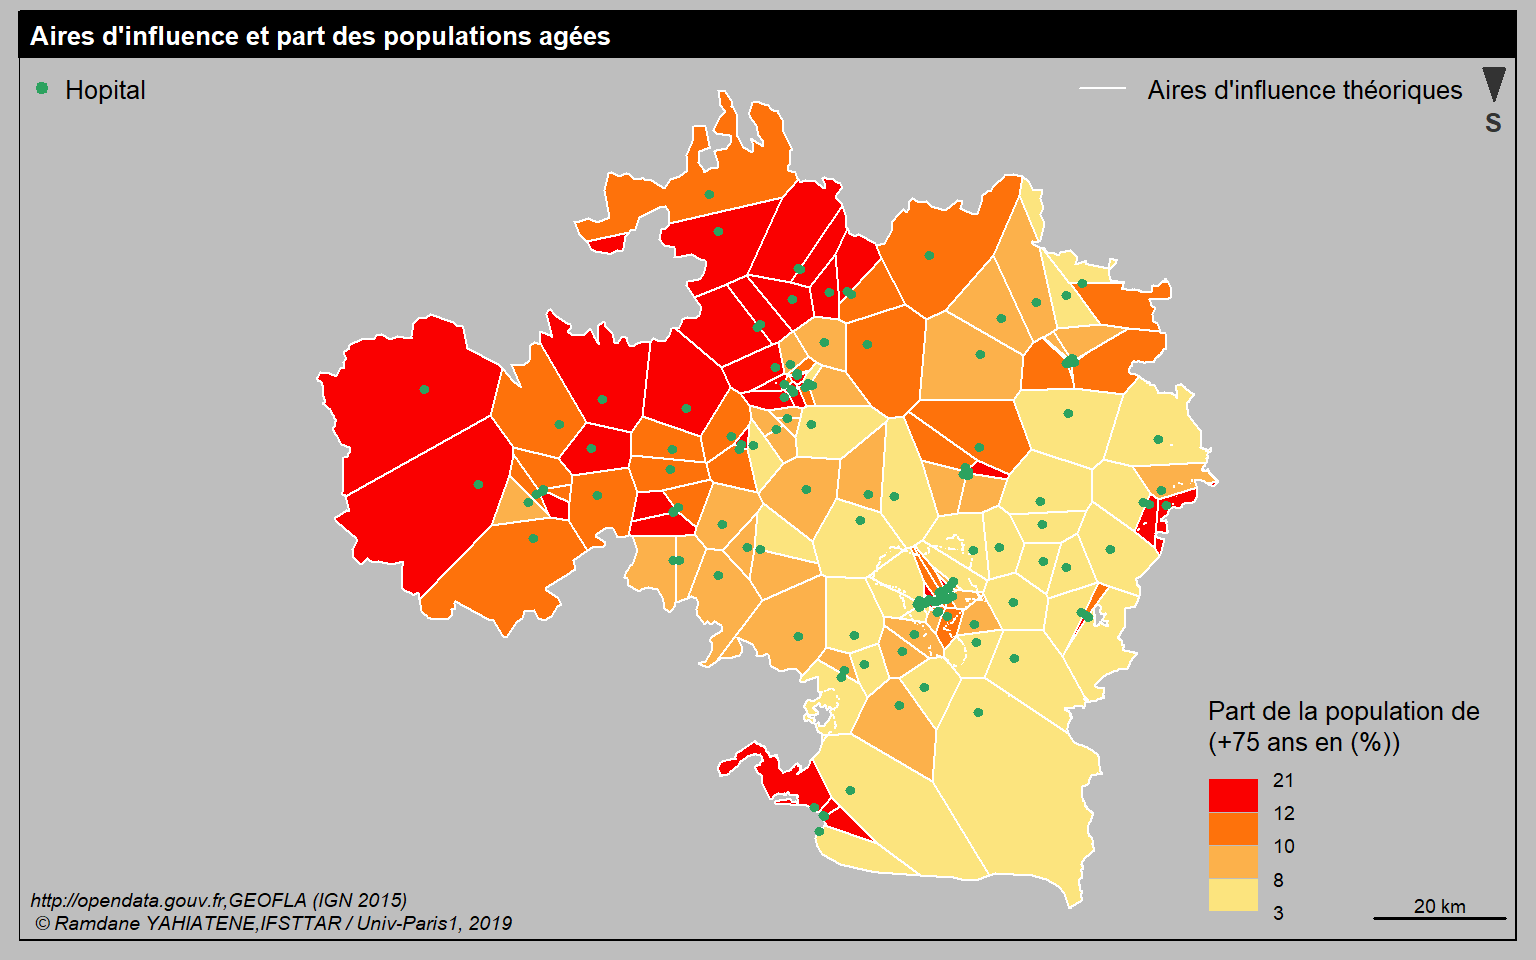 Aires d'influence et part des populations agées
Hopital
Aires d'influence théoriques
S
Part de la population de
(+75 ans en (%))
21
12
10
8
3
20 km
http://opendata.gouv.fr,GEOFLA (IGN 2015)
© Ramdane YAHIATENE,IFSTTAR / Univ-Paris1, 2019